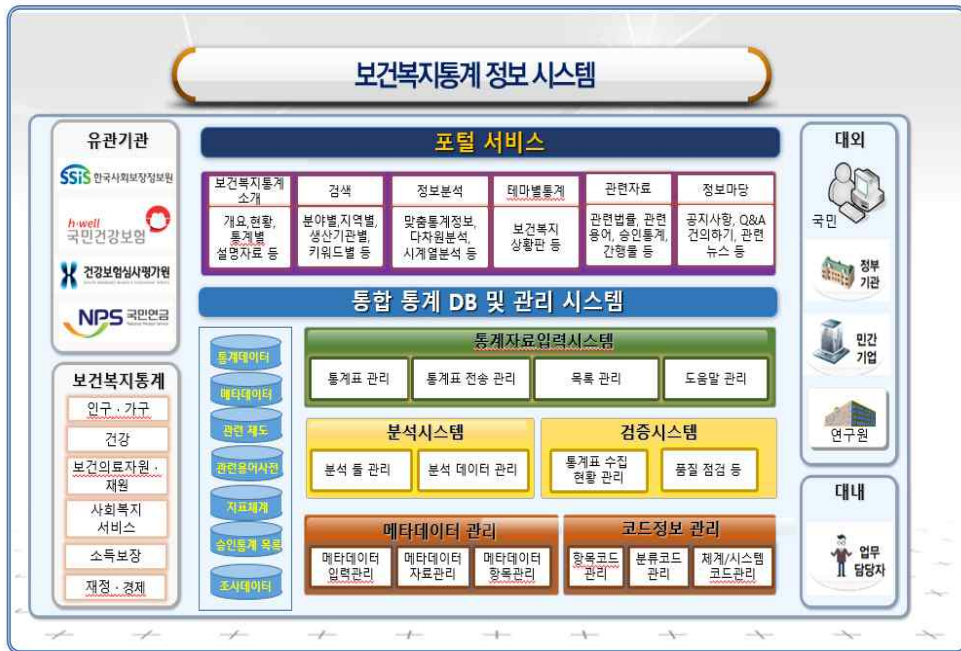 보건복지통계 정보 시스템
유관기관
SSiS 한국사회보장정보원
h·well
국민건강보험
건강보험심사평가원
NPS 국민연금
보건복지통계
인구 · 가구
건강
보건의료자원 ·
재원
사회복지
서비스
소득보장
재정 · 경제
포털 서비스
보건복지통계
소개
개요,현황,
통계별
설명자료 등
검색
분야별,지역별,
생산기관별,
키워드별 등
정보분석
맞춤통계정보,
다차원분석,
시계열분석 등
테마별통계
보건복지
상황판 등
관련자료
관련법률, 관련
용어, 승인통계,
간행물 등
정보마당
공지사항, Q&A
건의하기, 관련
뉴스 등
통합 통계 DB 및 관리 시스템
통계데이터
메타데이터
관련 제도
관련용어사전
지표체계
승인통계 목록
조사데이터
통계자료입력시스템
통계표 관리
통계표 전송 관리
목록 관리
도움말 관리
분석시스템
분석 툴 관리
분석 데이터 관리
검증시스템
통계표 수집
현황 관리
품질 점검 등
메타데이터 관리
메타데이터
입력관리
메타데이터
자료관리
메타데이터
항목관리
코드정보 관리
항목코드
관리
분류코드
관리
체계/시스템
코드관리
대외
국민
정부
기관
민간
기업
연구원
대내
업무
담당자